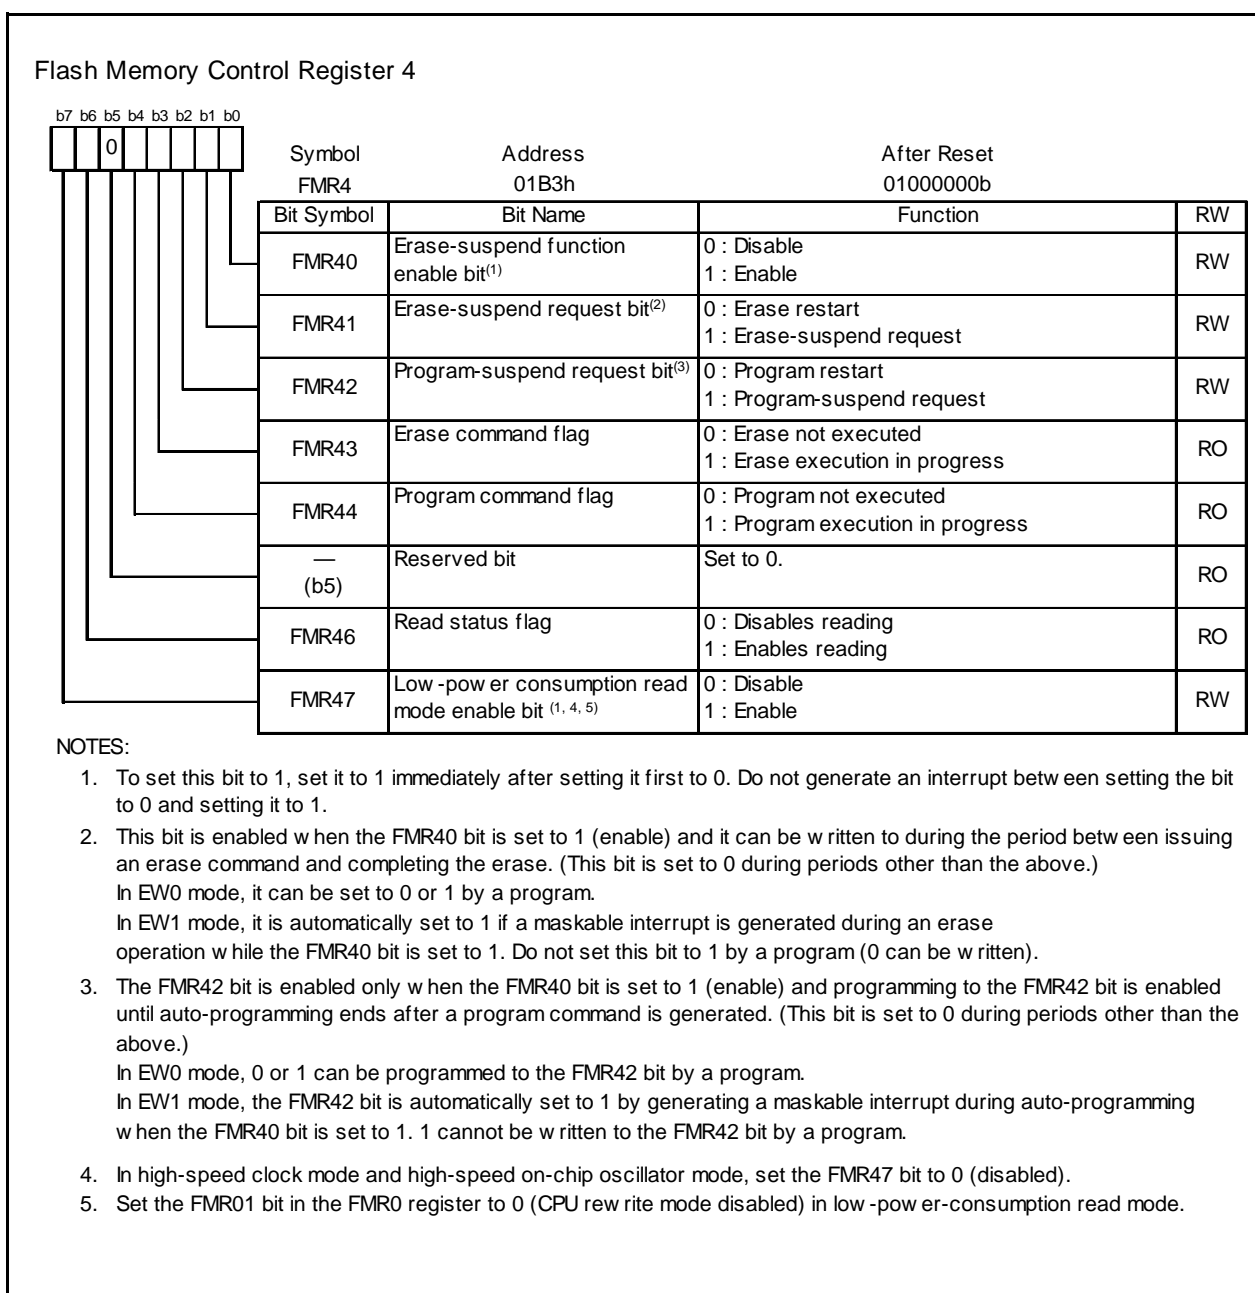 Flash Memory Control Register 4
b7 b6 b5 b4 b3 b2 b1 b0
0
Symbol Address After Reset
FMR4 01B3h 01000000b
Bit Symbol Bit Name Function RW
FMR40 Erase-suspend function enable bit(1) 0 : Disable RW
1 : Enable
FMR41 Erase-suspend request bit(2) 0 : Erase restart RW
1 : Erase-suspend request
FMR42 Program-suspend request bit(3) 0 : Program restart RW
1 : Program-suspend request
FMR43 Erase command flag 0 : Erase not executed RO
1 : Erase execution in progress
FMR44 Program command flag 0 : Program not executed RO
1 : Program execution in progress
— (b5) Reserved bit Set to 0. RO
FMR46 Read status flag 0 : Disables reading RO
1 : Enables reading
FMR47 Low-power consumption read mode enable bit (1, 4, 5) 0 : Disable RW
1 : Enable
NOTES:
1. To set this bit to 1, set it to 1 immediately after setting it first to 0. Do not generate an interrupt between setting the bit
to 0 and setting it to 1.
2. This bit is enabled when the FMR40 bit is set to 1 (enable) and it can be written to during the period between issuing
an erase command and completing the erase. (This bit is set to 0 during periods other than the above.)
In EW0 mode, it can be set to 0 or 1 by a program.
In EW1 mode, it is automatically set to 1 if a maskable interrupt is generated during an erase
operation while the FMR40 bit is set to 1. Do not set this bit to 1 by a program (0 can be written).
3. The FMR42 bit is enabled only when the FMR40 bit is set to 1 (enable) and programming to the FMR42 bit is enabled
until auto-programming ends after a program command is generated. (This bit is set to 0 during periods other than the
above.)
In EW0 mode, 0 or 1 can be programmed to the FMR42 bit by a program.
In EW1 mode, the FMR42 bit is automatically set to 1 by generating a maskable interrupt during auto-programming
when the FMR40 bit is set to 1. 1 cannot be written to the FMR42 bit by a program.
4. In high-speed clock mode and high-speed on-chip oscillator mode, set the FMR47 bit to 0 (disabled).
5. Set the FMR01 bit in the FMR0 register to 0 (CPU rewrite mode disabled) in low-power-consumption read mode.